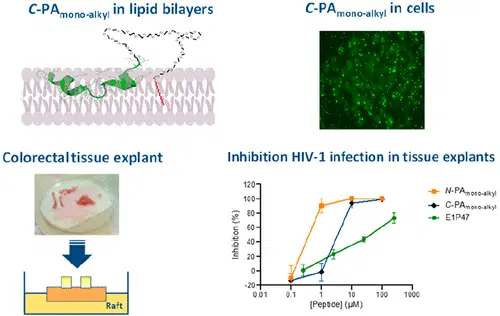 C-PAmono-alkyl in lipid bilayers
C-PAmono-alkyl in cells
Colorectal tissue explant
Raft
Inhibition HIV-1 infection in tissue explants
Inhibition (%)
120
100
80
60
40
20
0
-20
0.01
0.1
1
10
100
1000
[Peptide] (µM)
N-PAmono-alkyl
C-PAmono-alkyl
E1P47